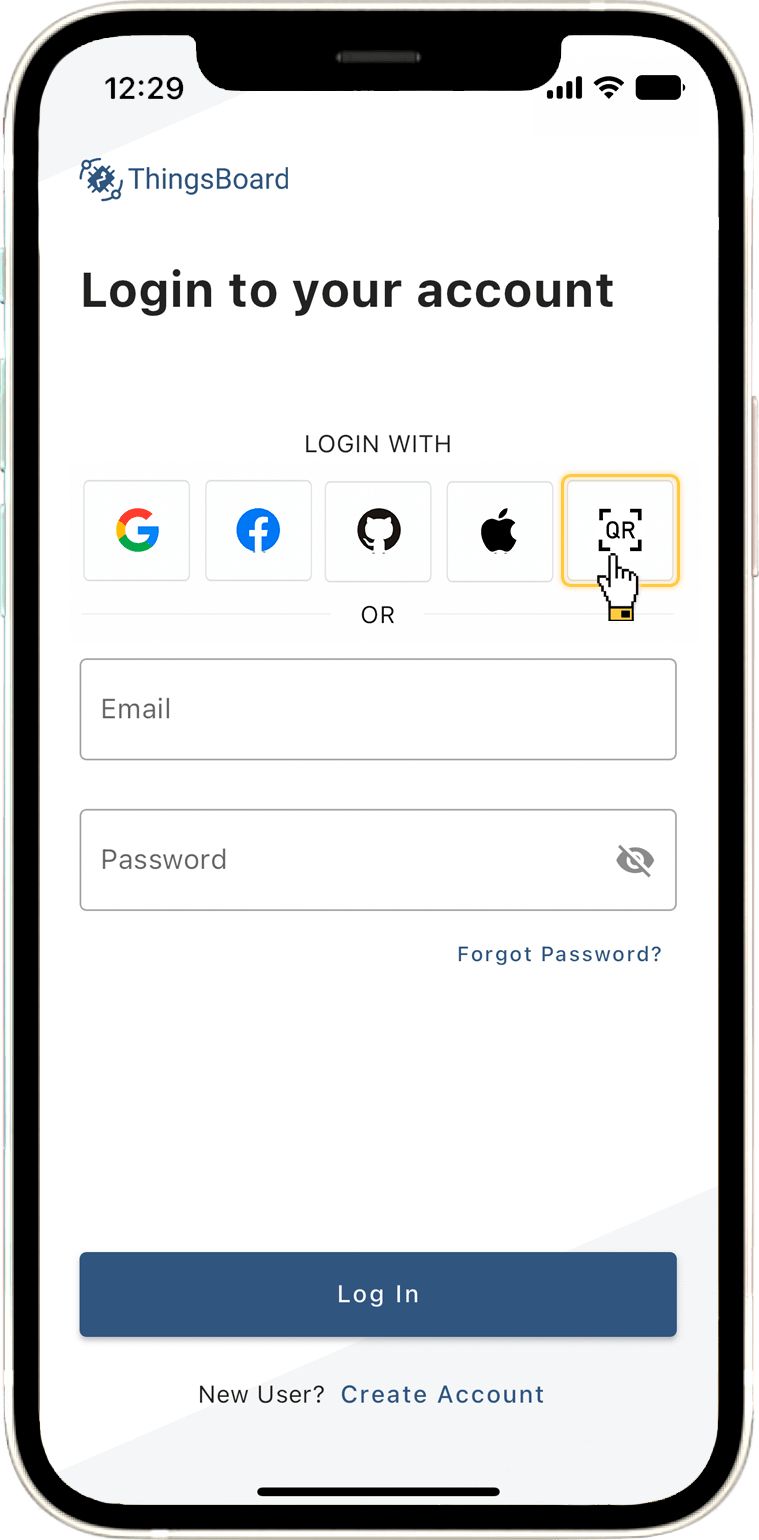 12:29
ThingsBoard
Login to your account
LOGIN WITH
QR
OR
Email
Password
Forgot Password?
Log In
New User? Create Account